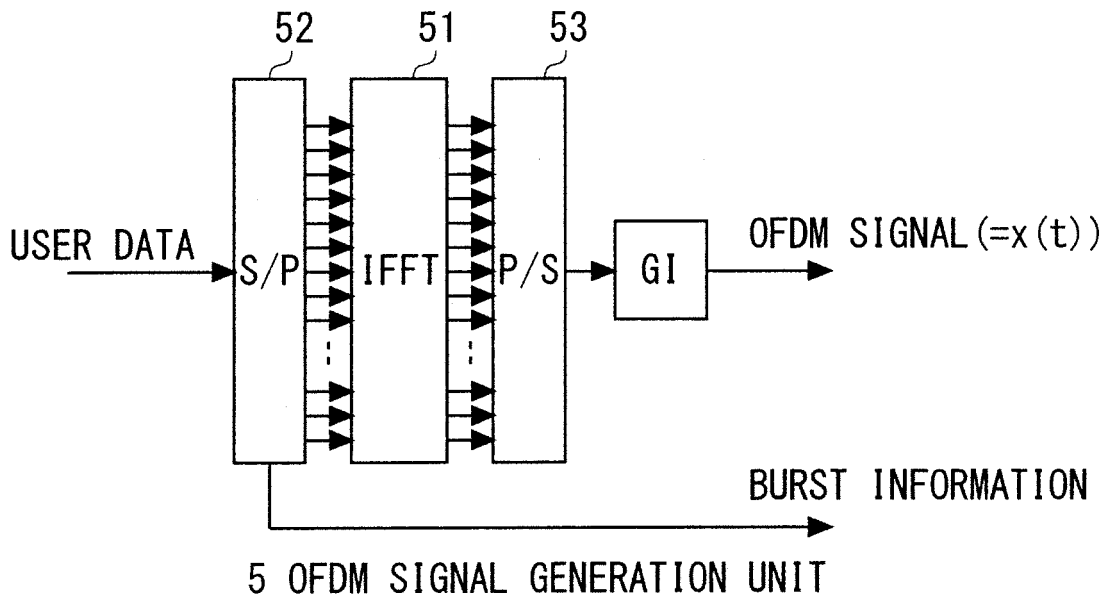 52
51
53
USER DATA
S/P
IFFT
P/S
GI
OFDM SIGNAL(=x(t))
BURST INFORMATION
5 OFDM SIGNAL GENERATION UNIT